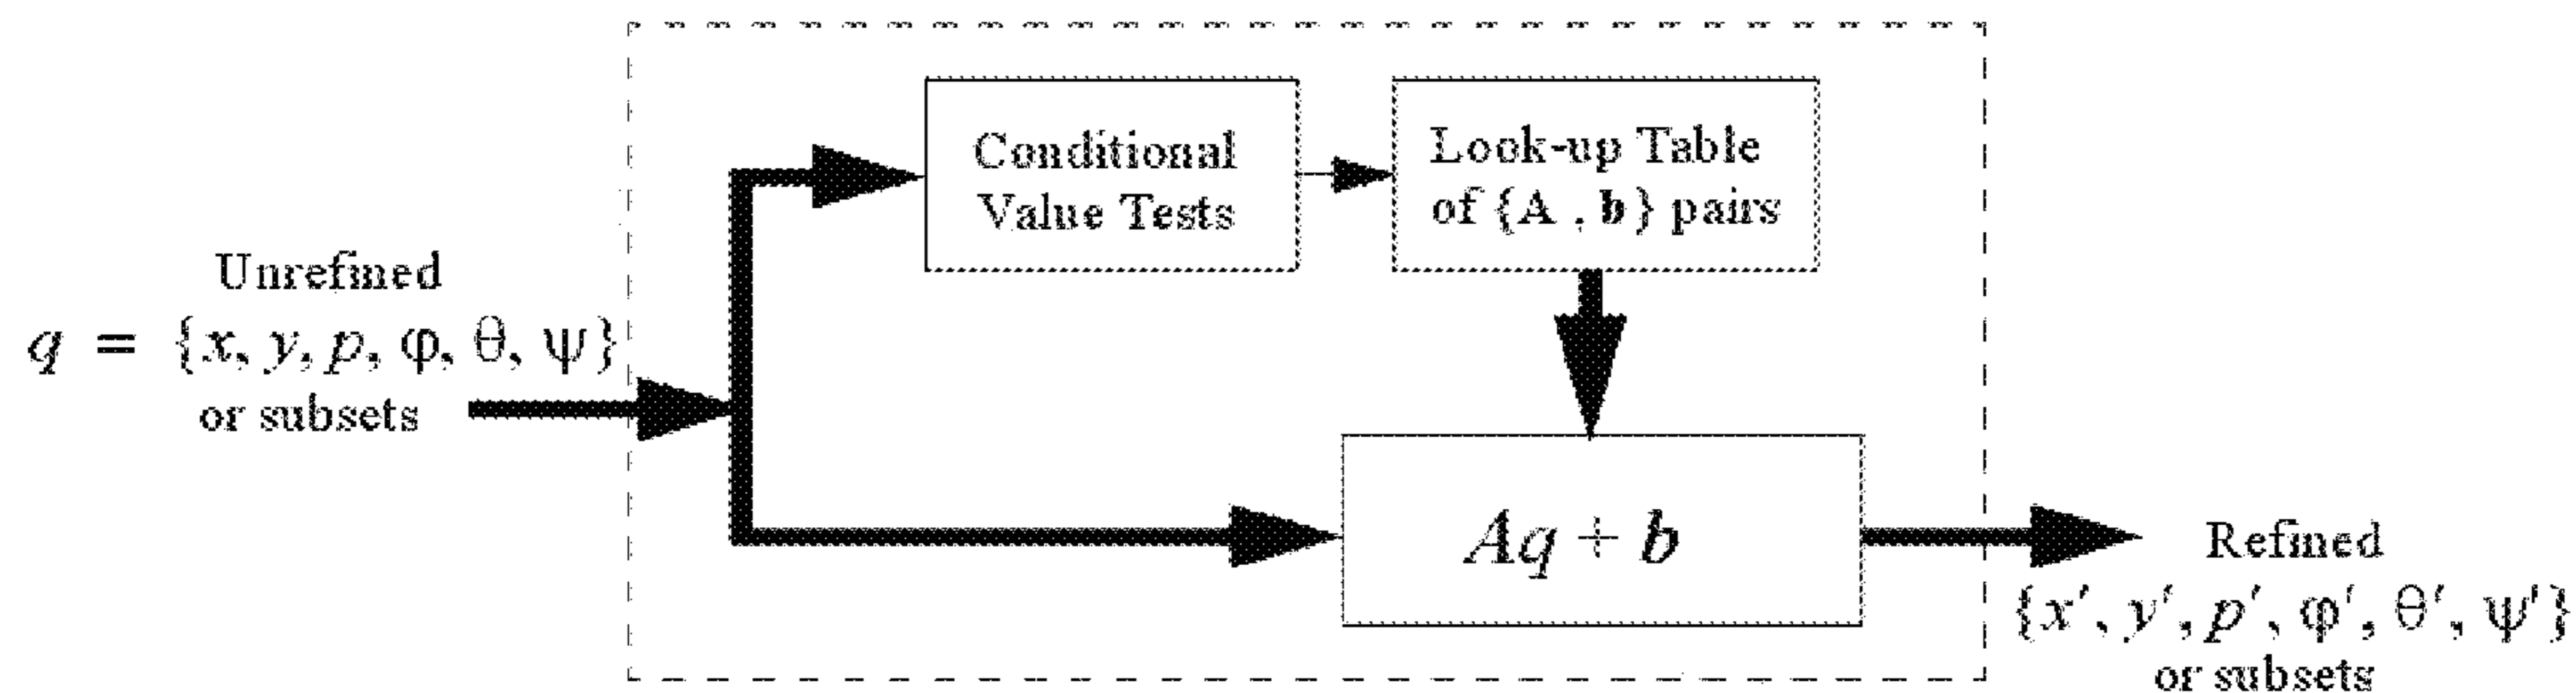 Conditional
Value Tests
Look-up Table
of {A , b} pairs
Unrefined
q = {x, y, p, φ, θ, ψ}
or subsets
Aq + b
Refined
{x′, y′, p′, φ′, θ′, ψ′}
or subsets